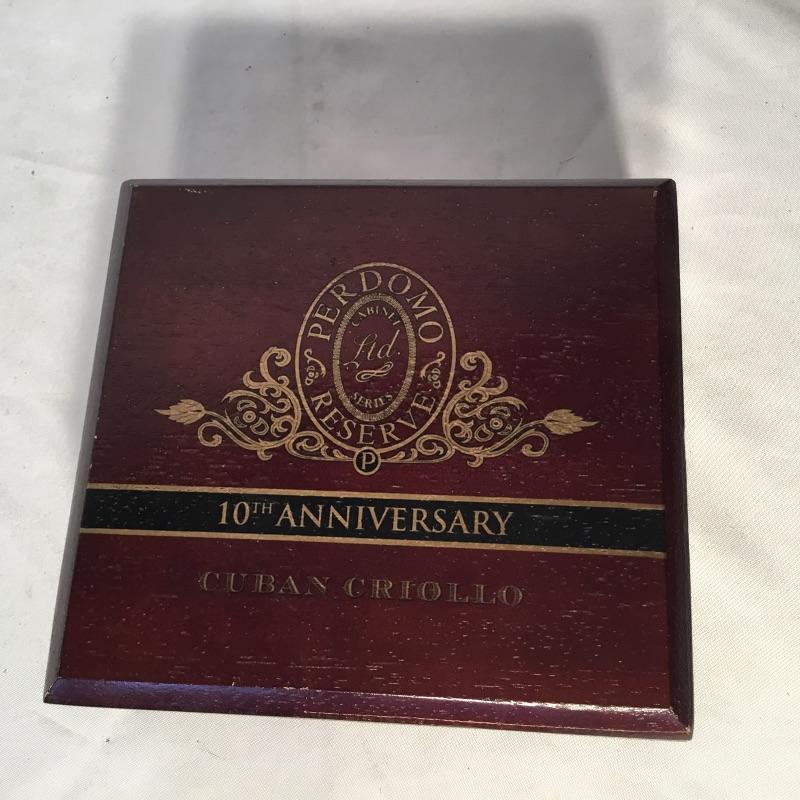 PERDOMO
CABINET
Ltd.
SERIES
RESERVE
P
10TH ANNIVERSARY
CUBAN CRIOLLO